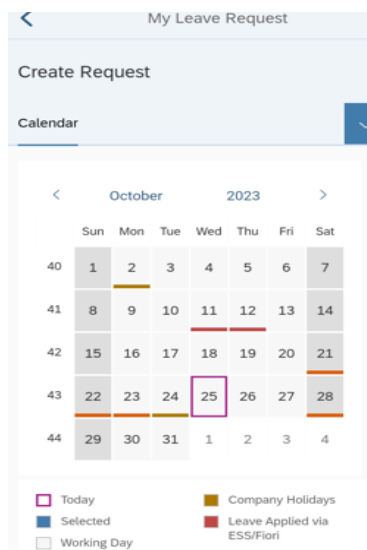 My Leave Request
Create Request
Calendar
October 2023
Sun Mon Tue Wed Thu Fri Sat
40 1 2 3 4 5 6 7
41 8 9 10 11 12 13 14
42 15 16 17 18 19 20 21
43 22 23 24 25 26 27 28
44 29 30 31 1 2 3 4
Today Company Holidays
Selected Leave Applied via
ESS/Fiori
Working Day